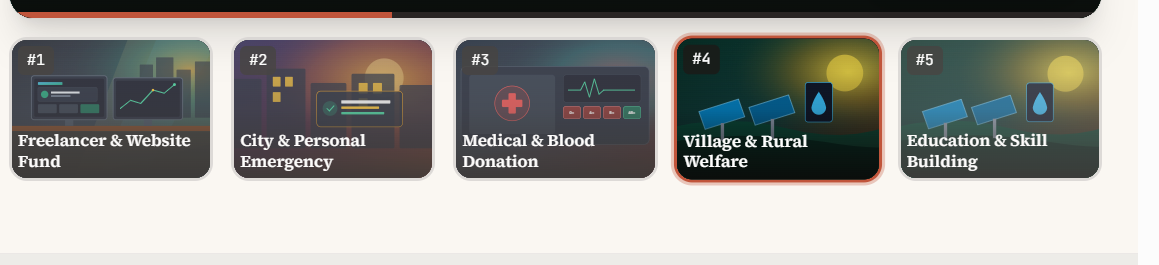 #1
Freelancer & Website
Fund
#2
City & Personal
Emergency
#3
Medical & Blood
Donation
#4
Village & Rural
Welfare
#5
Education & Skill
Building